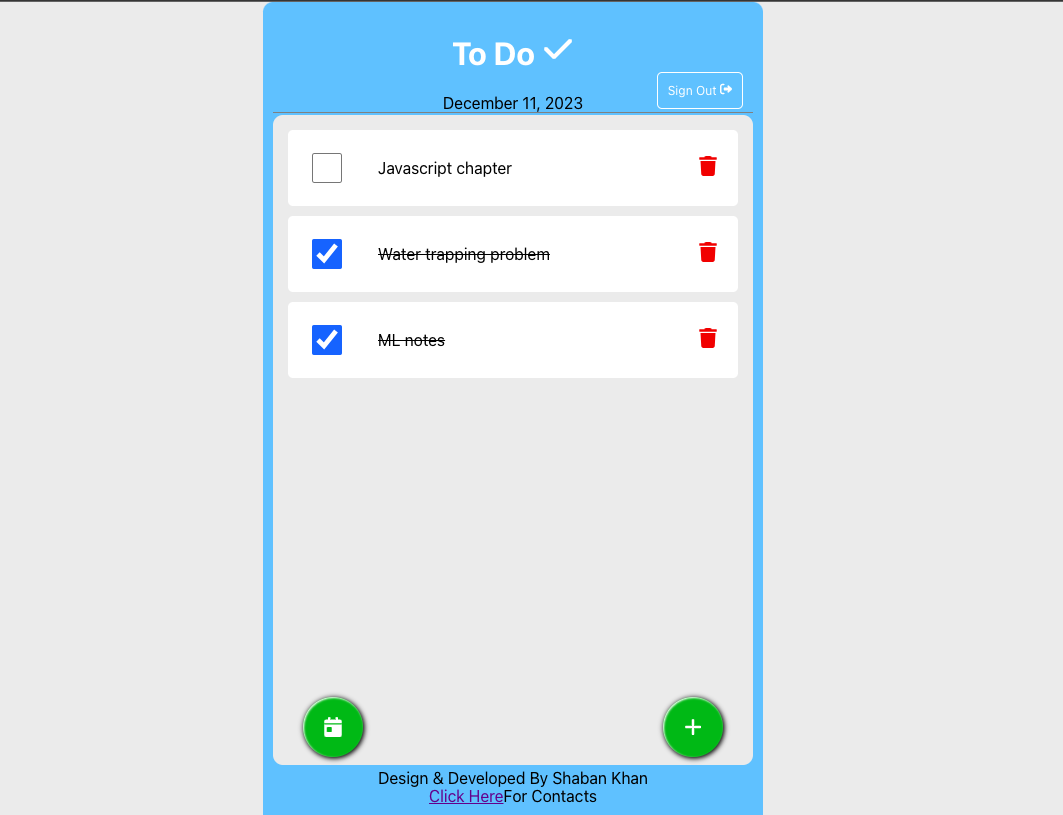 To Do
Sign Out
December 11, 2023
Javascript chapter
Water trapping problem
ML notes
Design & Developed By Shaban Khan
Click HereFor Contacts